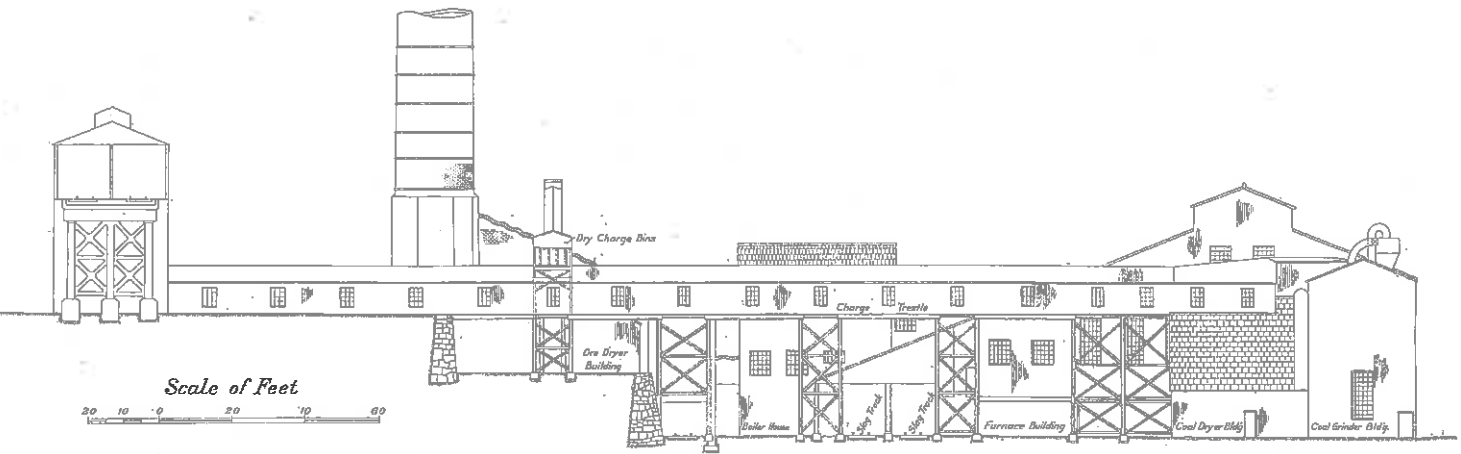 Dry Charge Bins
Charge Trestle
Ore Dryer
Building
Scale of Feet
20 10 0 20 40 60
Boiler House
Slag Track
Slag Track
Furnace Building
Coal Dryer Bldg.
Coal Grinder Bldg.